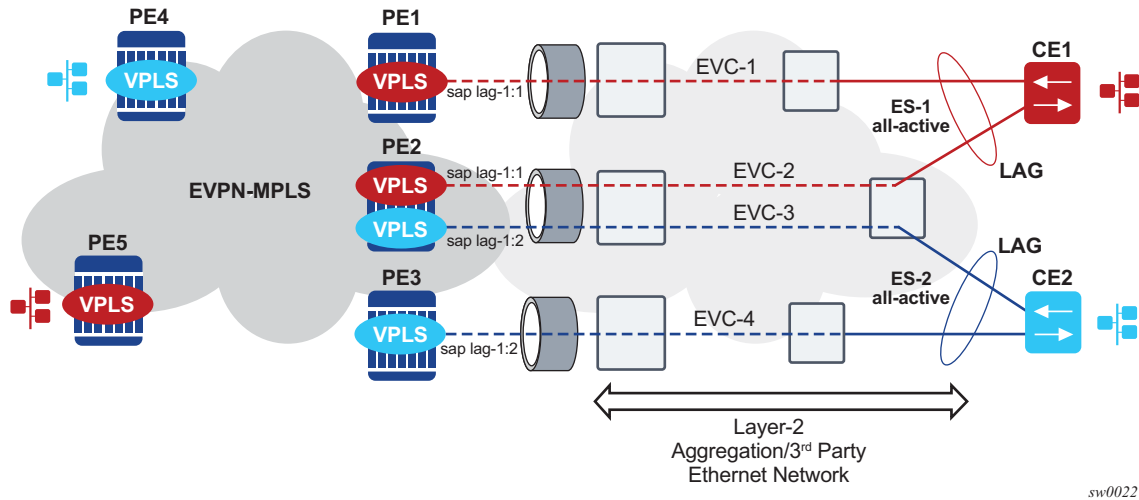 PE4
VPLS
PE1
VPLS
sap lag-1:1
EVC-1
CE1
ES-1
all-active
LAG
EVPN-MPLS
PE2
VPLS
sap lag-1:1
EVC-2
VPLS
sap lag-1:2
EVC-3
PE5
VPLS
PE3
VPLS
sap lag-1:2
EVC-4
LAG
ES-2
all-active
CE2
Layer-2
Aggregation/3rd Party
Ethernet Network
sw0022